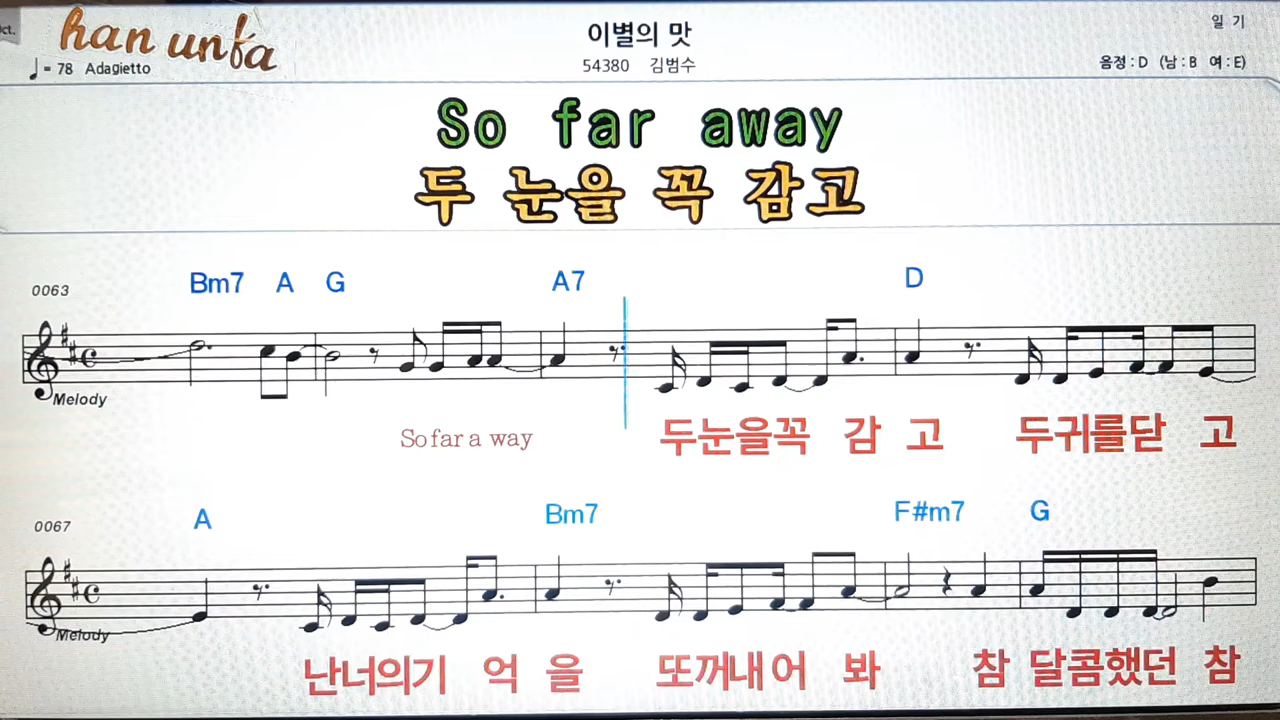 ct.
han unfa
♩ = 78 Adagietto
이별의 맛
54380 김범수
일 기
음정 : D (남 : B 여 : E)
So far away
두 눈을 꼭 감고
0063
Bm7 A G A7 D
Melody
So far a way 두눈을꼭 감 고 두귀를닫 고
0067
A Bm7 F#m7 G
Melody
난너의기 억 을 또꺼내어 봐 참 달콤했던 참